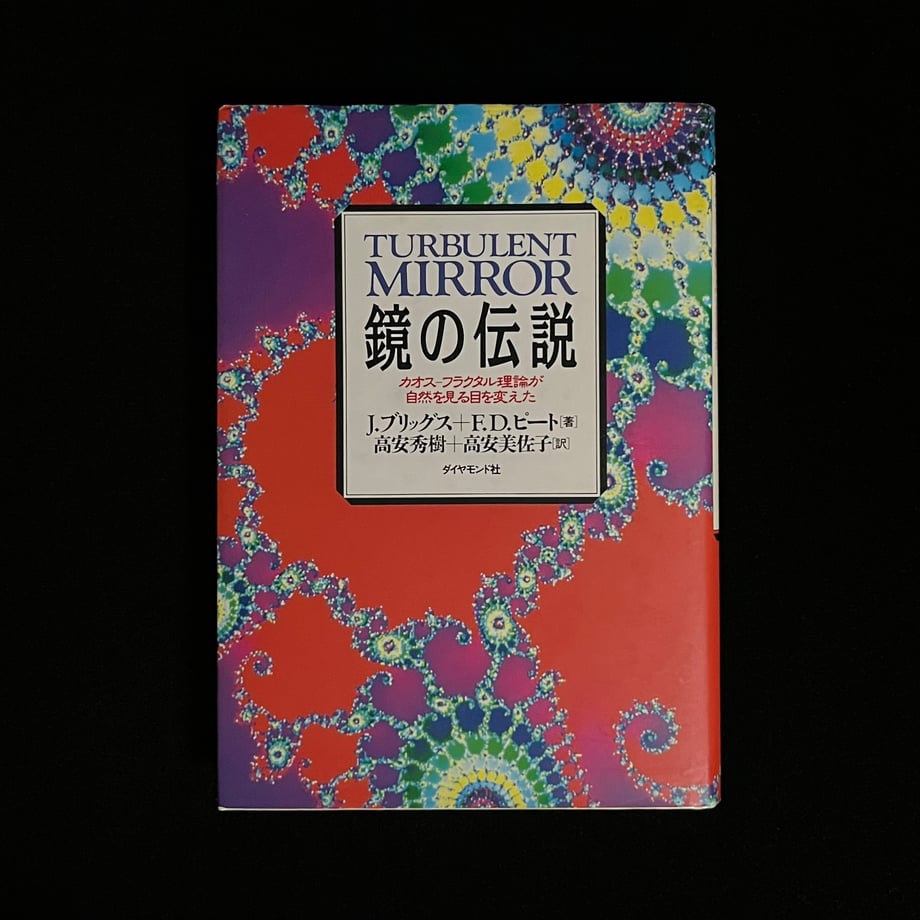 TURBULENT
MIRROR
鏡の伝説
カオス-フラクタル理論が
自然を見る目を変えた
J.ブリッグス+F.D.ピート[著]
高安秀樹+高安美佐子[訳]
ダイヤモンド社